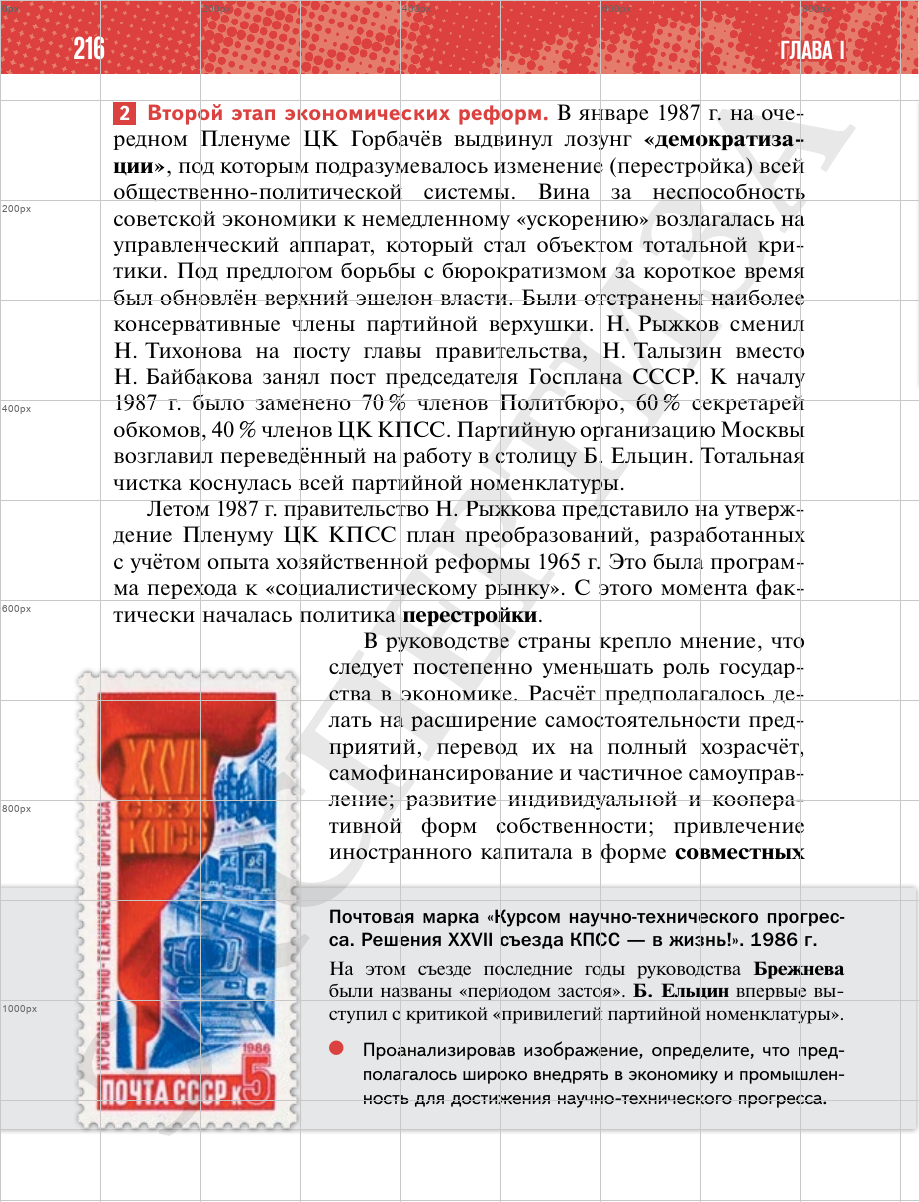 216
ГЛАВА I
2 Второй этап экономических реформ. В январе 1987 г. на оче-
редном Пленуме ЦК Горбачёв выдвинул лозунг «демократиза-
ции», под которым подразумевалось изменение (перестройка) всей
общественно-политической системы. Вина за неспособность
советской экономики к немедленному «ускорению» возлагалась на
управленческий аппарат, который стал объектом тотальной кри-
тики. Под предлогом борьбы с бюрократизмом за короткое время
был обновлён верхний эшелон власти. Были отстранены наиболее
консервативные члены партийной верхушки. Н. Рыжков сменил
Н. Тихонова на посту главы правительства, Н. Талызин вместо
Н. Байбакова занял пост председателя Госплана СССР. К началу
1987 г. было заменено 70 % членов Политбюро, 60 % секретарей
обкомов, 40 % членов ЦК КПСС. Партийную организацию Москвы
возглавил переведённый на работу в столицу Б. Ельцин. Тотальная
чистка коснулась всей партийной номенклатуры.
Летом 1987 г. правительство Н. Рыжкова представило на утверж-
дение Пленуму ЦК КПСС план преобразований, разработанных
с учётом опыта хозяйственной реформы 1965 г. Это была програм-
ма перехода к «социалистическому рынку». С этого момента фак-
тически началась политика перестройки.
В руководстве страны крепло мнение, что
следует постепенно уменьшать роль государ-
ства в экономике. Расчёт предполагалось де-
лать на расширение самостоятельности пред-
приятий, перевод их на полный хозрасчёт,
самофинансирование и частичное самоуправ-
ление; развитие индивидуальной и коопера-
тивной форм собственности; привлечение
иностранного капитала в форме совместных
XXVII
СЪЕЗД
КПСС
КУРСОМ НАУЧНО-ТЕХНИЧЕСКОГО ПРОГРЕССА
1986
ПОЧТА СССР к 5
Почтовая марка «Курсом научно-технического прогрес-
са. Решения XXVII съезда КПСС — в жизнь!». 1986 г.
На этом съезде последние годы руководства Брежнева
были названы «периодом застоя». Б. Ельцин впервые вы-
ступил с критикой «привилегий партийной номенклатуры».
Проанализировав изображение, определите, что пред-
полагалось широко внедрять в экономику и промышлен-
ность для достижения научно-технического прогресса.
200px
400px
600px
800px
1000px